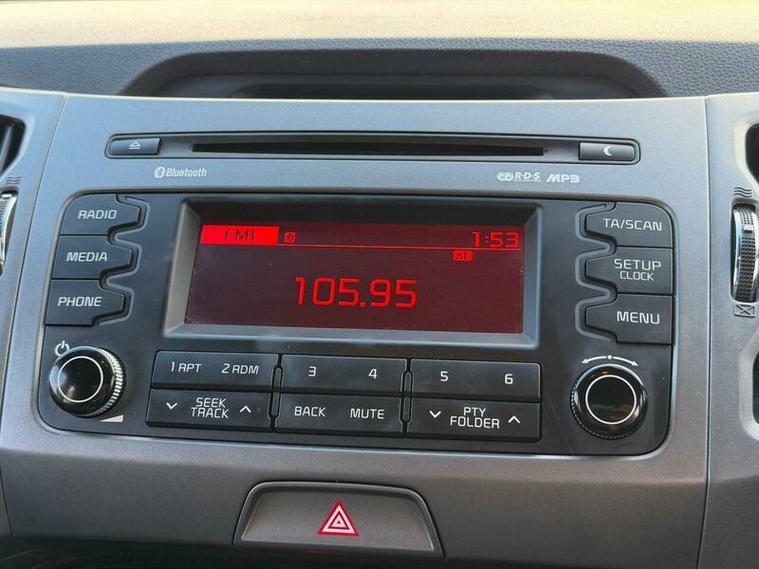 Bluetooth
R·D·S MP3
RADIO
MEDIA
PHONE
FM1
1:53
ST
105.95
TA/SCAN
SETUP
CLOCK
MENU
1 RPT 2 RDM
3 4
5 6
SEEK
TRACK
BACK MUTE
PTY
FOLDER